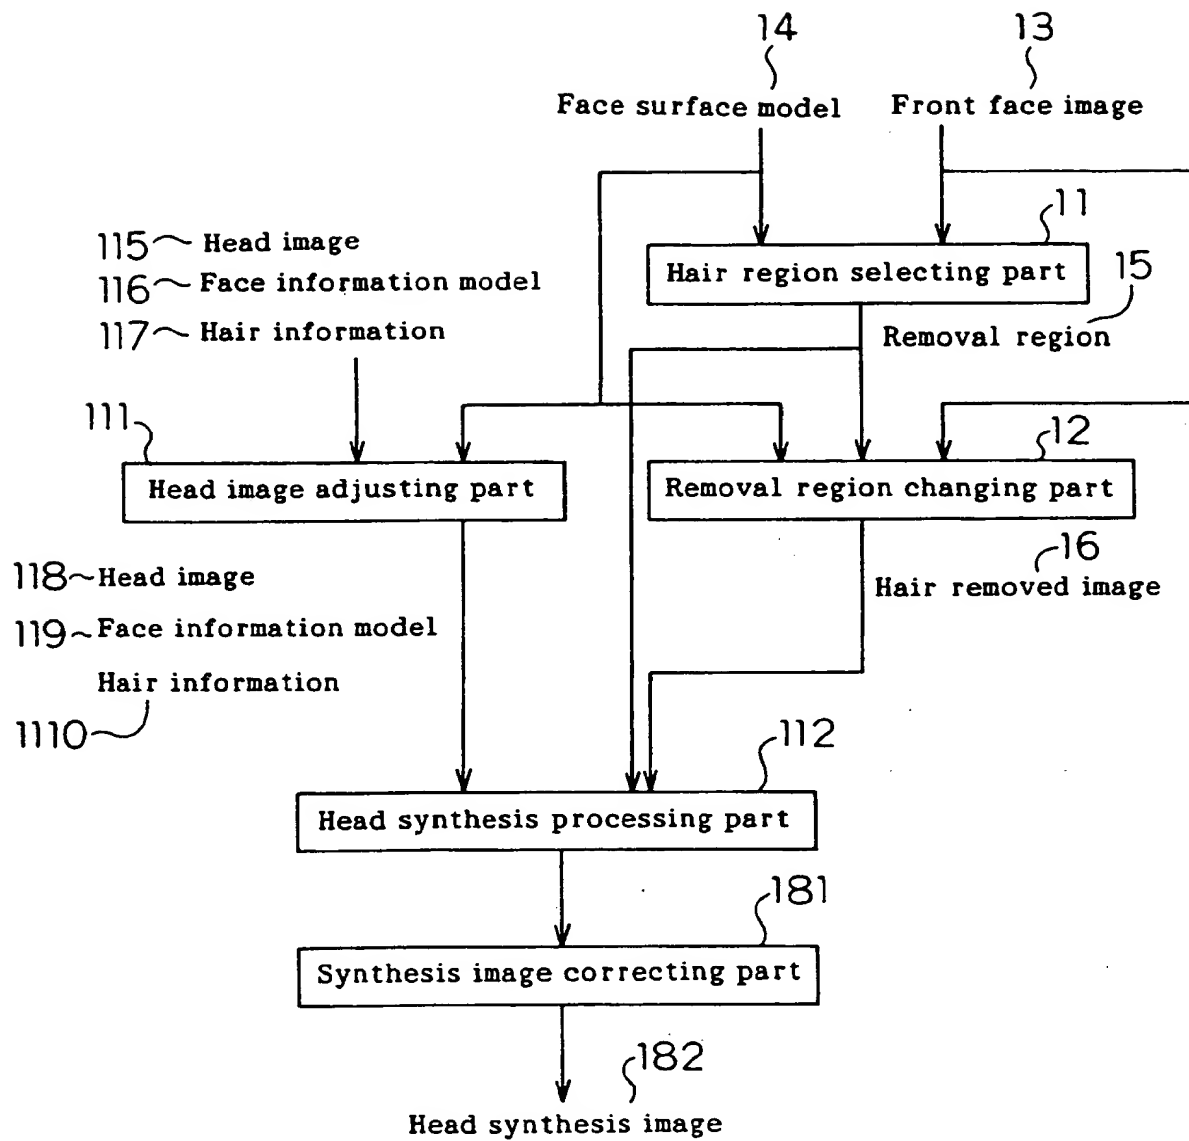 14
13
Face surface model
Front face image
11
115 Head image
Hair region selecting part
15
116 Face information model
117 Hair information
Removal region
111
12
Head image adjusting part
Removal region changing part
16
118 Head image
Hair removed image
119 Face information model
Hair information
1110
112
Head synthesis processing part
181
Synthesis image correcting part
182
Head synthesis image